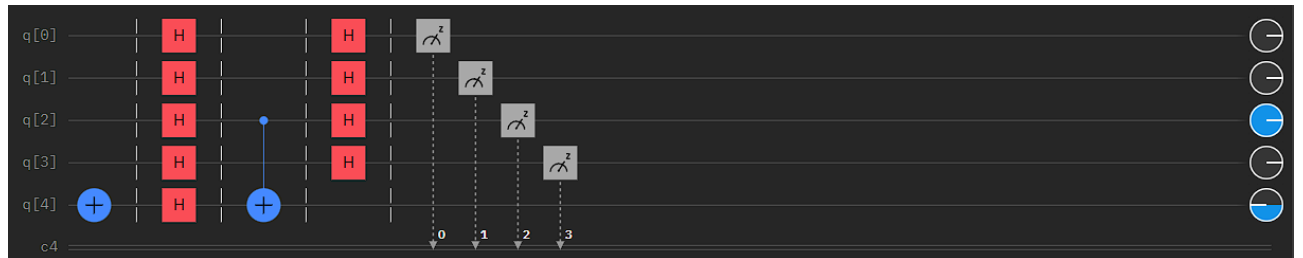 q[0] H H z
q[1] H H z
q[2] H H z
q[3] H H z
q[4] + H +
c4 0 1 2 3